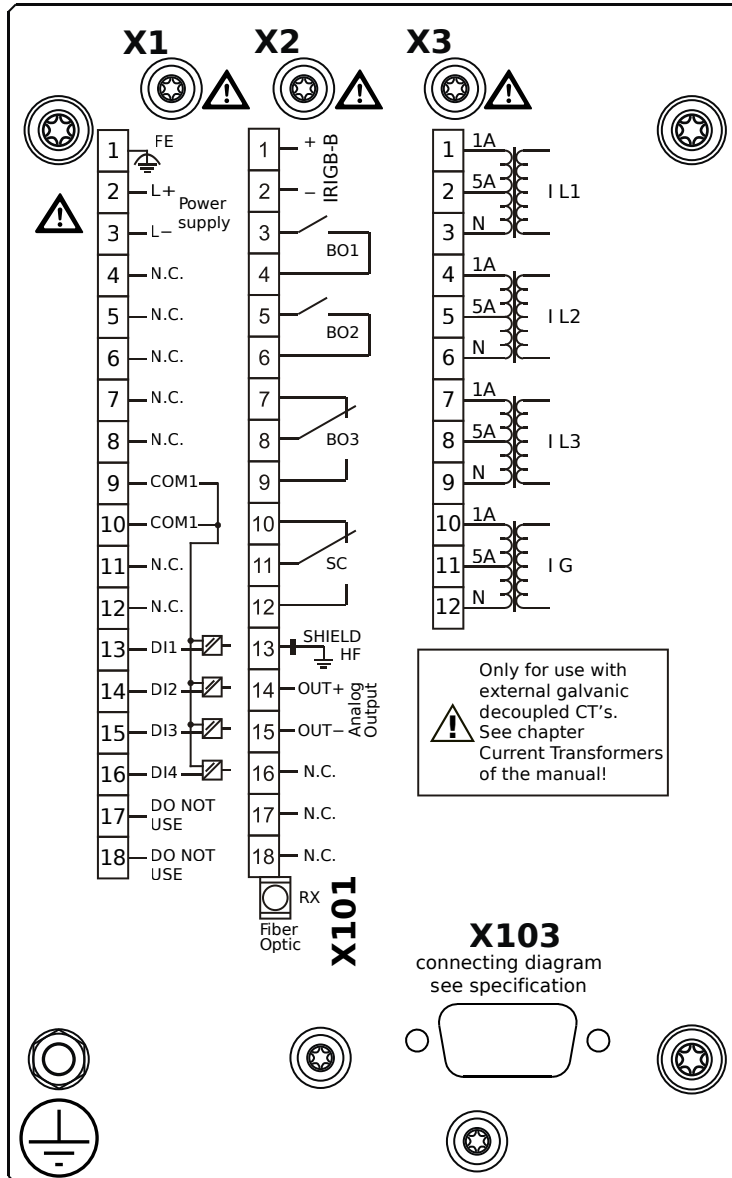 X1 X2 X3
1 FE
2 L+
3 L−
Power
supply
4 N.C.
5 N.C.
6 N.C.
7 N.C.
8 N.C.
9 COM1
10 COM1
11 N.C.
12 N.C.
13 DI1
14 DI2
15 DI3
16 DI4
17 DO NOT
USE
18 DO NOT
USE
1 +
2 −
IRIGB-B
3
4
BO1
5
6
BO2
7
8
9
BO3
10
11
12
SC
13 SHIELD
HF
14 OUT+
15 OUT−
Analog
Output
16 N.C.
17 N.C.
18 N.C.
RX
Fiber
Optic
X101
1 1A
2 5A
3 N
I L1
4 1A
5 5A
6 N
I L2
7 1A
8 5A
9 N
I L3
10 1A
11 5A
12 N
I G
Only for use with
external galvanic
decoupled CT's.
See chapter
Current Transformers
of the manual!
X103
connecting diagram
see specification